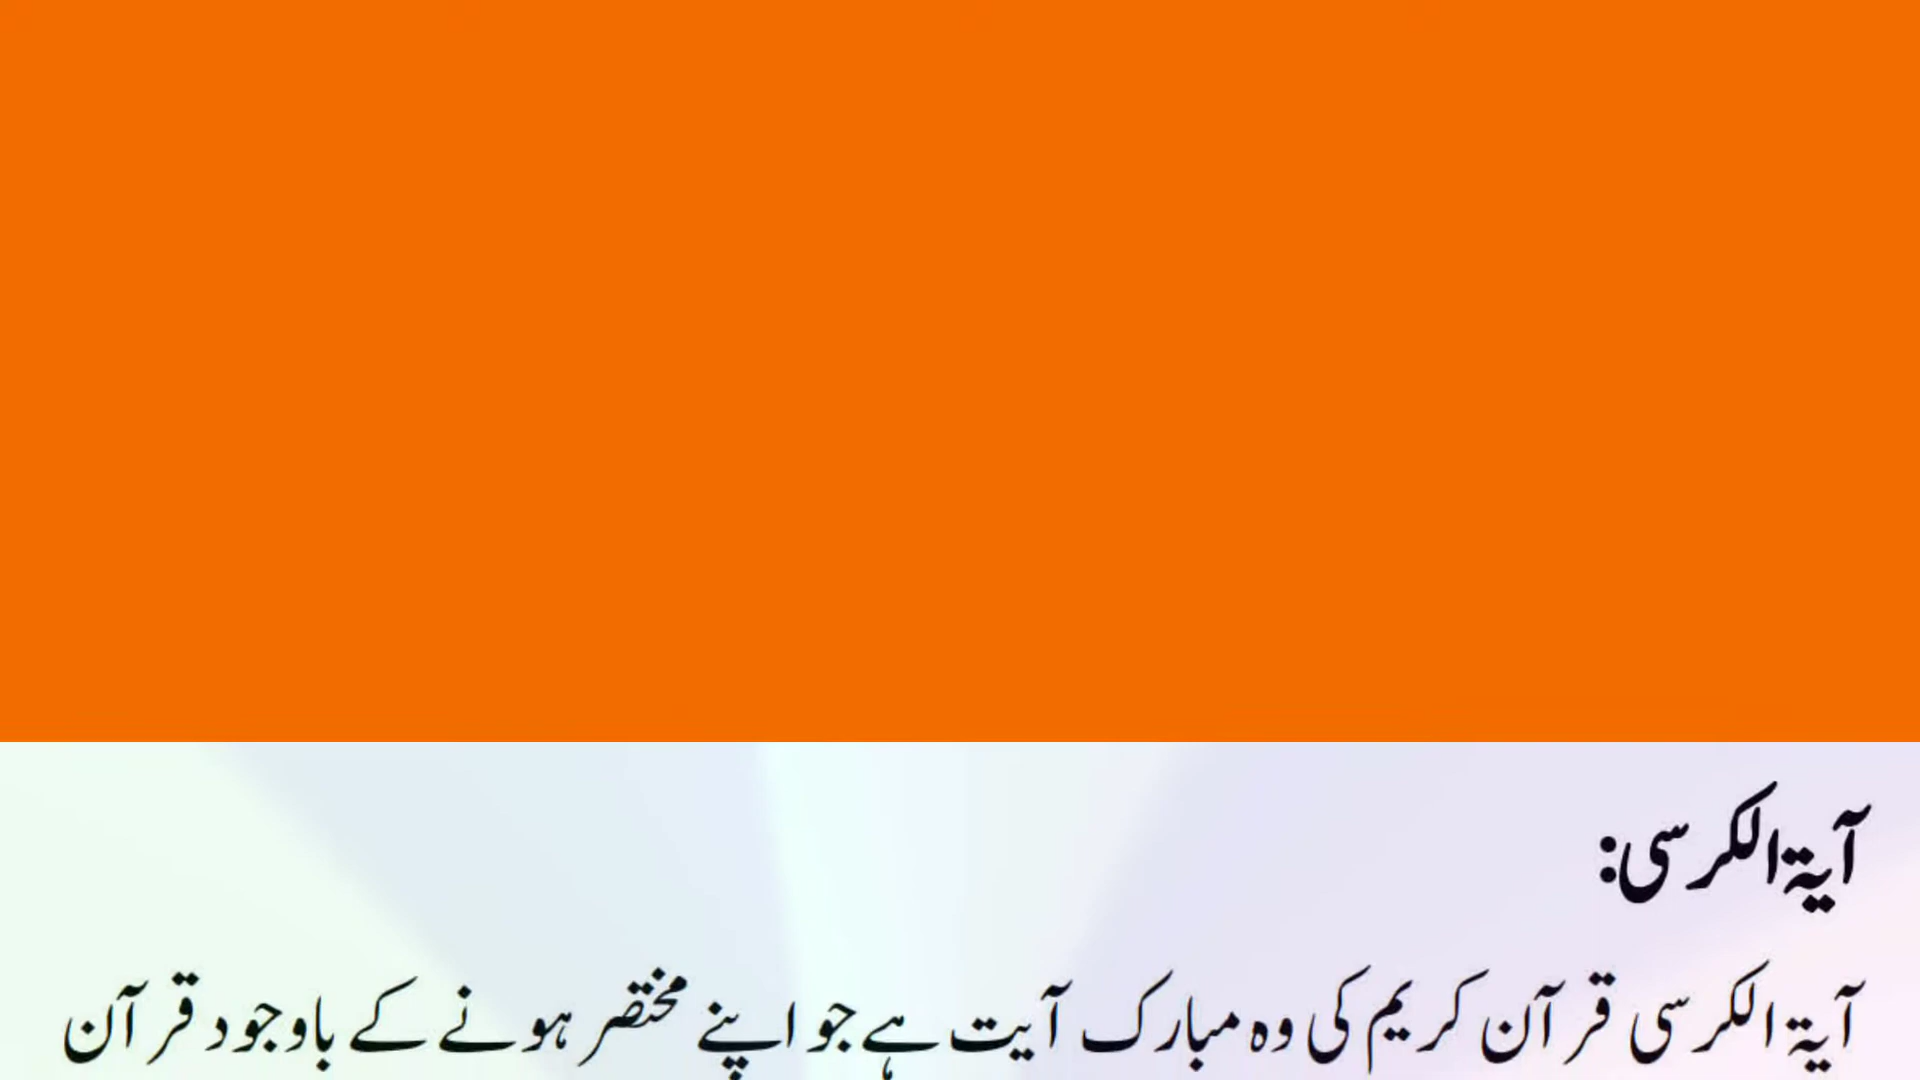 آیۃ الکرسی:
آیۃ الکرسی قرآن کریم کی وہ مبارک آیت ہے جو اپنے مختصر ہونے کے باوجود قرآن